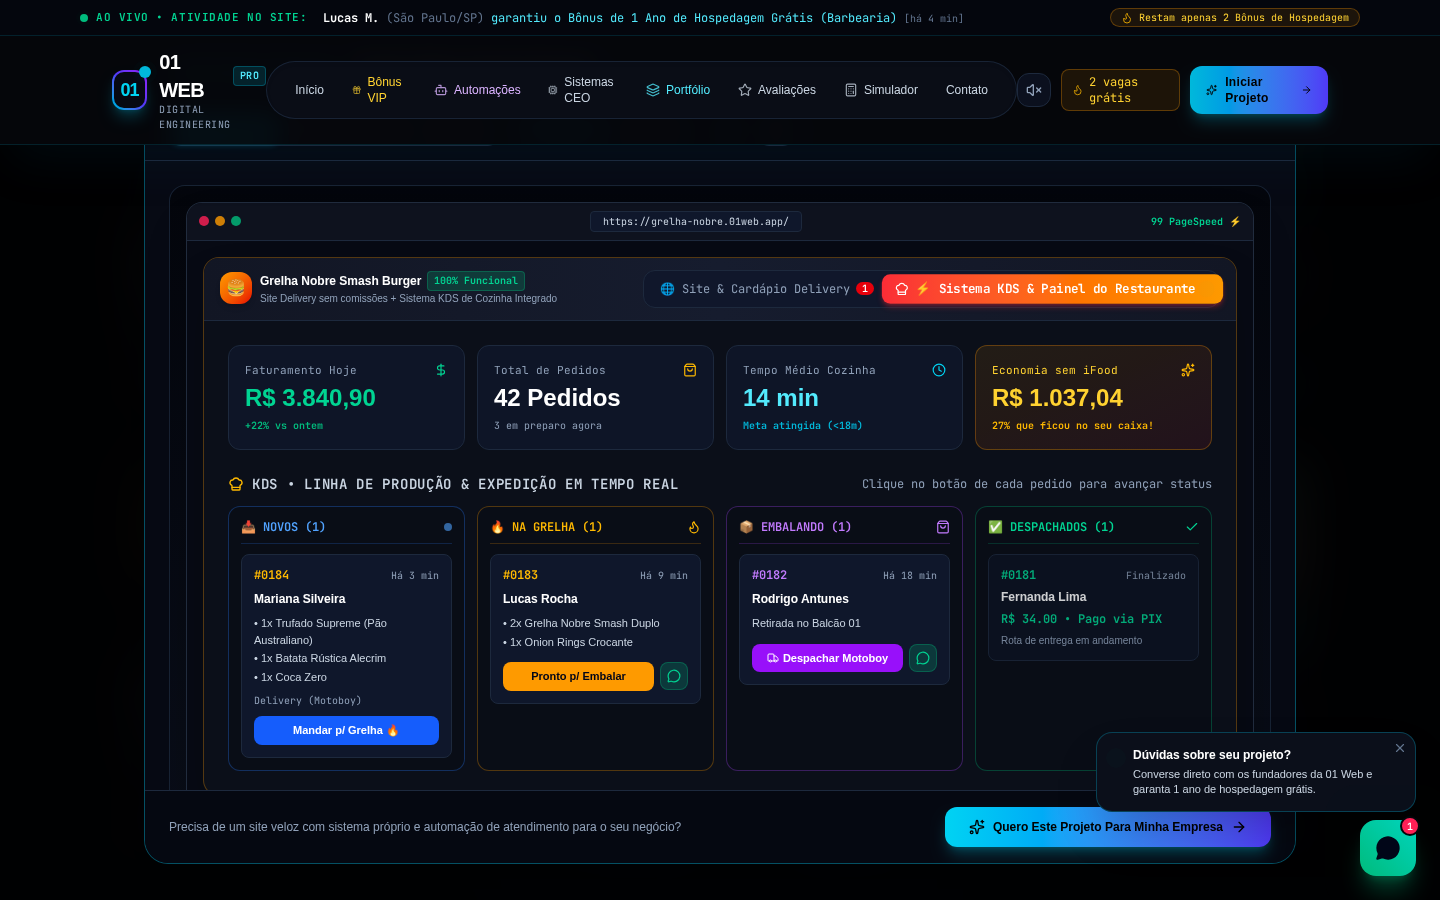 AO VIVO • ATIVIDADE NO SITE: Lucas M. (São Paulo/SP) garantiu o Bônus de 1 Ano de Hospedagem Grátis (Barbearia) [há 4 min]
Restam apenas 2 Bônus de Hospedagem
01
01 WEB
PRO
DIGITAL ENGINEERING
Início
Bônus VIP
Automações
Sistemas CEO
Portfólio
Avaliações
Simulador
Contato
2 vagas grátis
Iniciar Projeto
https://grelha-nobre.01web.app/
99 PageSpeed ⚡
Grelha Nobre Smash Burger 100% Funcional
Site Delivery sem comissões + Sistema KDS de Cozinha Integrado
🌐 Site & Cardápio Delivery 1
⚡ Sistema KDS & Painel do Restaurante
Faturamento Hoje
R$ 3.840,90
+22% vs ontem
Total de Pedidos
42 Pedidos
3 em preparo agora
Tempo Médio Cozinha
14 min
Meta atingida (<18m)
Economia sem iFood
R$ 1.037,04
27% que ficou no seu caixa!
KDS • LINHA DE PRODUÇÃO & EXPEDIÇÃO EM TEMPO REAL
Clique no botão de cada pedido para avançar status
📥 NOVOS (1)
#0184 Há 3 min
Mariana Silveira
• 1x Trufado Supreme (Pão
Australiano)
• 1x Batata Rústica Alecrim
• 1x Coca Zero
Delivery (Motoboy)
Mandar p/ Grelha 🔥
🔥 NA GRELHA (1)
#0183 Há 9 min
Lucas Rocha
• 2x Grelha Nobre Smash Duplo
• 1x Onion Rings Crocante
Pronto p/ Embalar
📦 EMBALANDO (1)
#0182 Há 18 min
Rodrigo Antunes
Retirada no Balcão 01
Despachar Motoboy
✅ DESPACHADOS (1)
#0181 Finalizado
Fernanda Lima
R$ 34.00 • Pago via PIX
Rota de entrega em andamento
Dúvidas sobre seu projeto?
Converse direto com os fundadores da 01 Web e
garanta 1 ano de hospedagem grátis.
Precisa de um site veloz com sistema próprio e automação de atendimento para o seu negócio?
Quero Este Projeto Para Minha Empresa
1